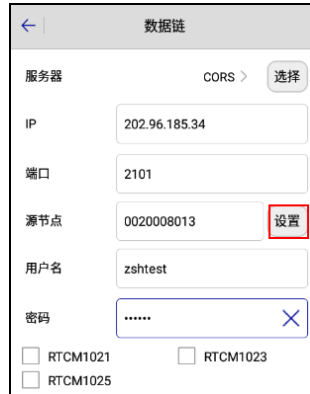 数据链
服务器 CORS > 选择
IP 202.96.185.34
端口 2101
源节点 0020008013 设置
用户名 zshtest
密码 ······
RTCM1021 RTCM1023
RTCM1025